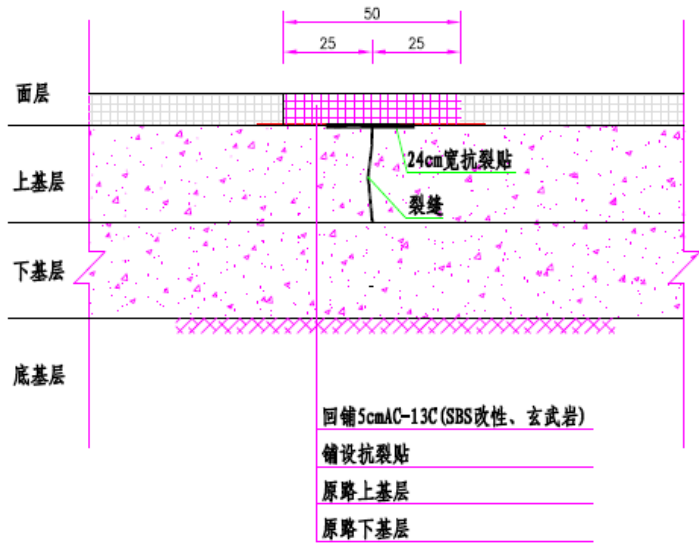 50
25 25
面层
24cm宽抗裂贴
上基层
裂缝
下基层
底基层
回铺5cmAC-13C(SBS改性、玄武岩)
铺设抗裂贴
原路上基层
原路下基层